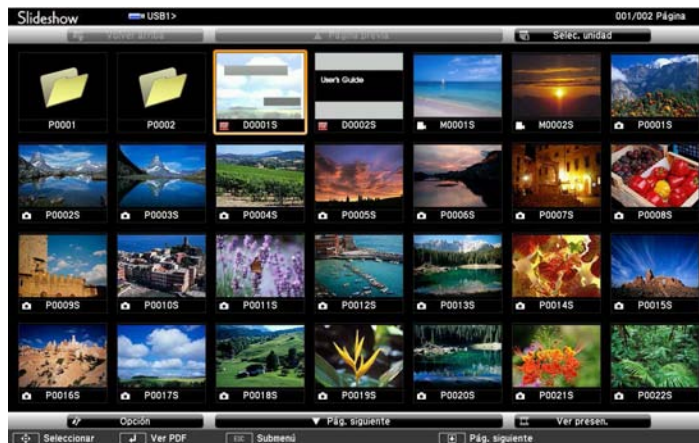 Slideshow USB1> 001/002 Página
Volver arriba ▲ Página previa Selec. unidad
P0001 P0002 D0001S D0002S M0001S M0002S P0001S
User's Guide
P0002S P0003S P0004S P0005S P0006S P0007S P0008S
P0009S P0010S P0011S P0012S P0013S P0014S P0015S
P0016S P0017S P0018S P0019S P0020S P0021S P0022S
Opción ▼ Pág. siguiente Ver presen.
Seleccionar Ver PDF ESC Submenú Pág. siguiente